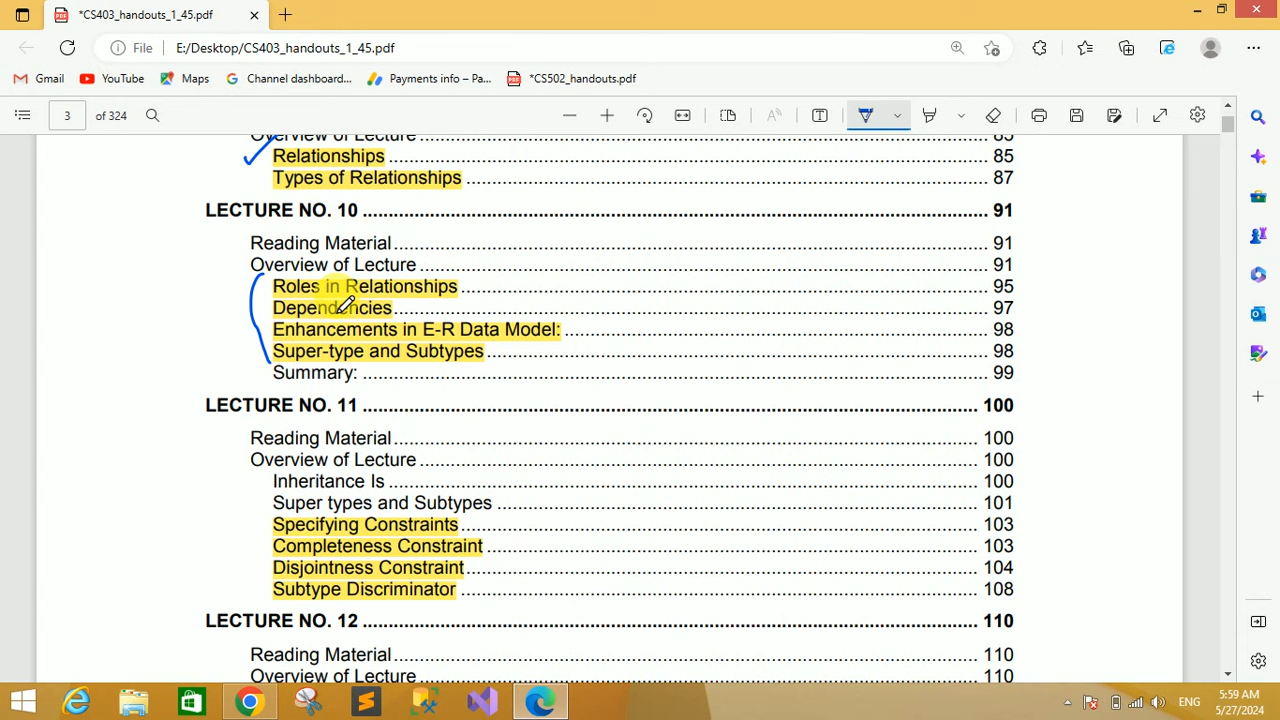 *CS403_handouts_1_45.pdf
File E:/Desktop/CS403_handouts_1_45.pdf
Gmail YouTube Maps Channel dashboard... Payments info – Pa... *CS502_handouts.pdf
3 of 324
Overview of Lecture 85
Relationships 85
Types of Relationships 87
LECTURE NO. 10 91
Reading Material 91
Overview of Lecture 91
Roles in Relationships 95
Dependencies 97
Enhancements in E-R Data Model: 98
Super-type and Subtypes 98
Summary: 99
LECTURE NO. 11 100
Reading Material 100
Overview of Lecture 100
Inheritance Is 100
Super types and Subtypes 101
Specifying Constraints 103
Completeness Constraint 103
Disjointness Constraint 104
Subtype Discriminator 108
LECTURE NO. 12 110
Reading Material 110
Overview of Lecture 110
ENG
5:59 AM
5/27/2024